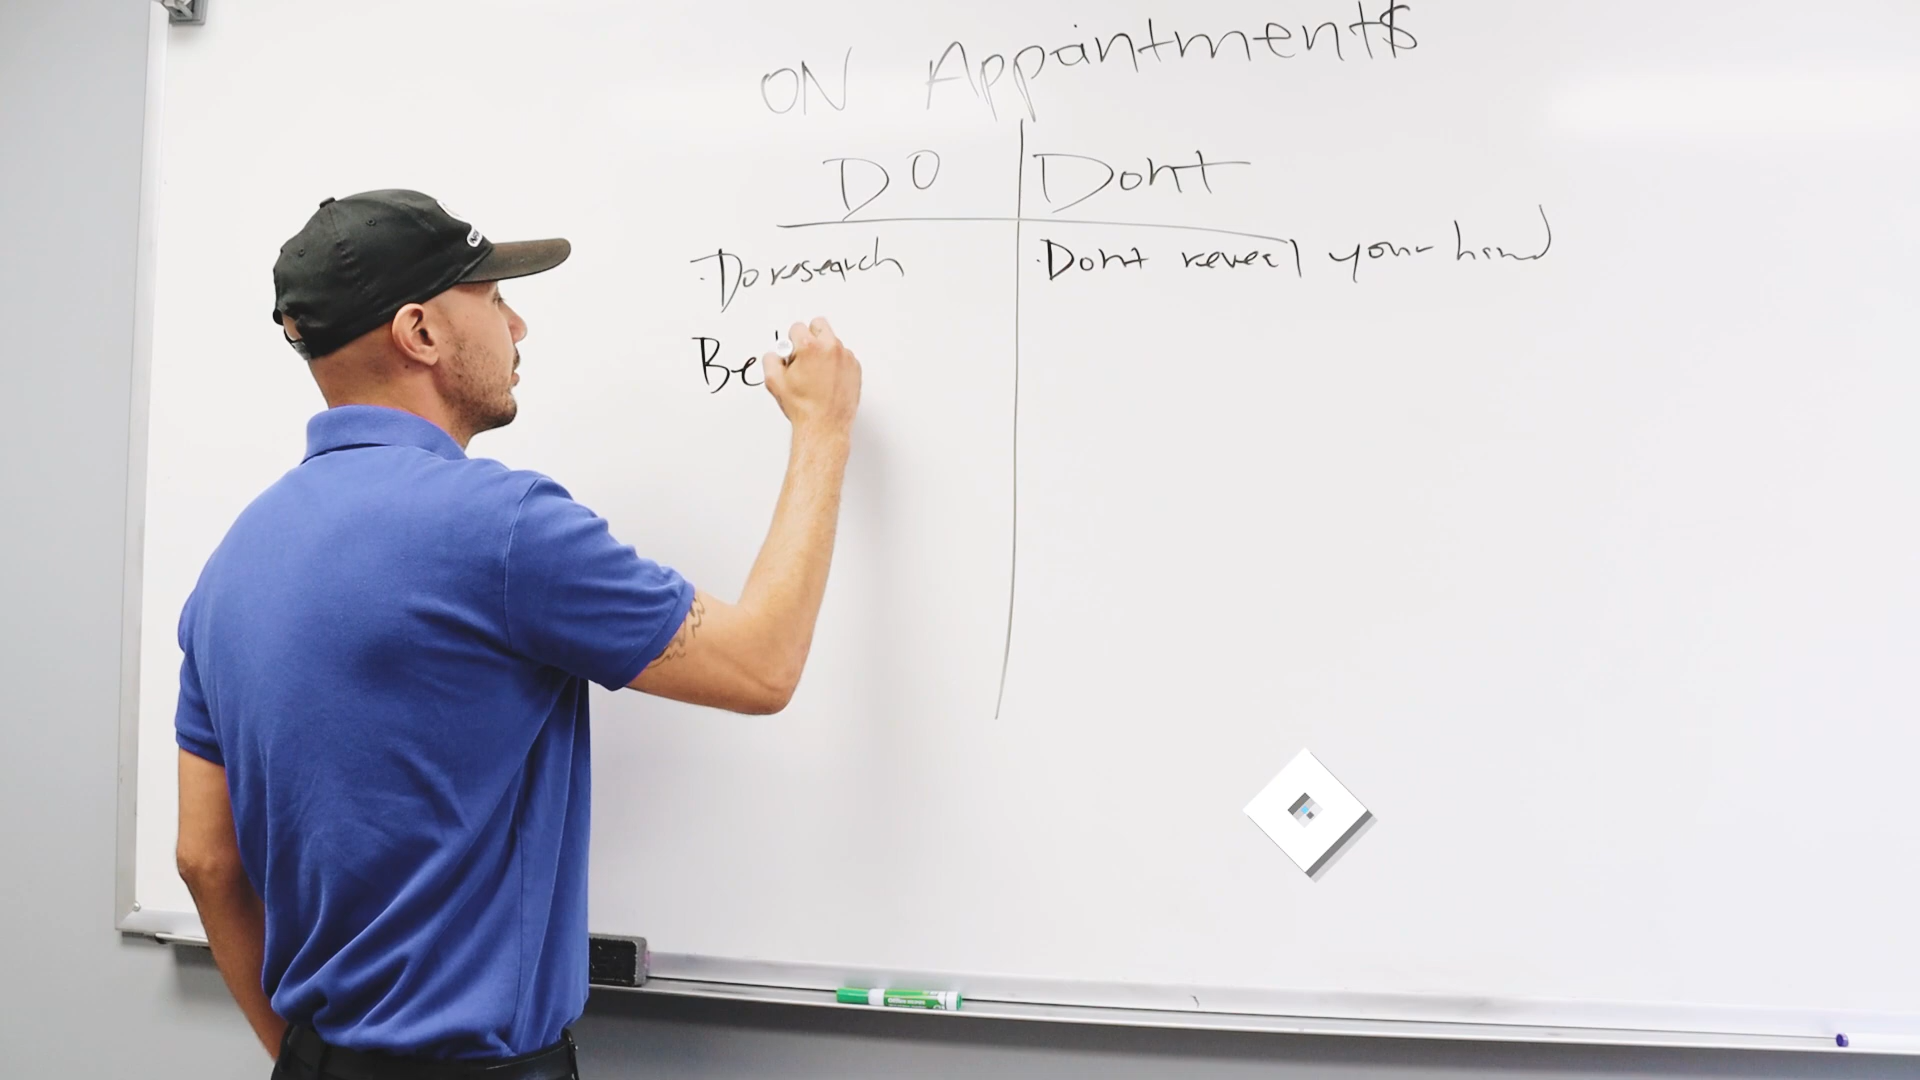 ON Appointments
DO Dont
·Do research
·Dont reveal your hand
Be